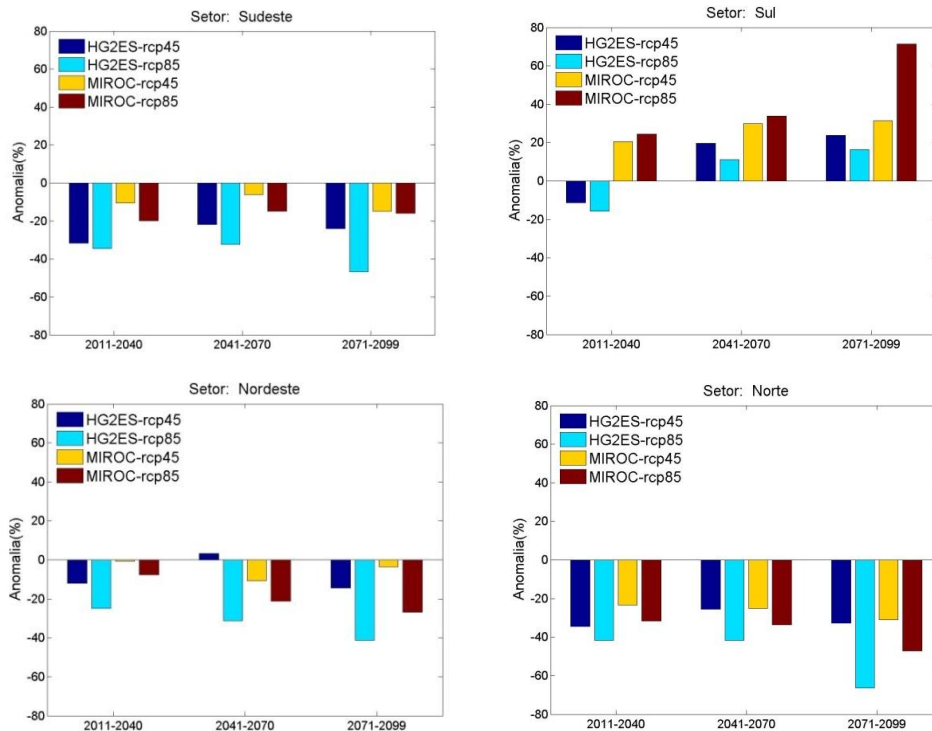 Setor: Sudeste
80
60
40
20
0
-20
-40
-60
-80
Anomalia(%)
HG2ES-rcp45
HG2ES-rcp85
MIROC-rcp45
MIROC-rcp85
2011-2040
2041-2070
2071-2099
Setor: Sul
80
60
40
20
0
-20
-40
-60
-80
Anomalia(%)
HG2ES-rcp45
HG2ES-rcp85
MIROC-rcp45
MIROC-rcp85
2011-2040
2041-2070
2071-2099
Setor: Nordeste
80
60
40
20
0
-20
-40
-60
-80
Anomalia(%)
HG2ES-rcp45
HG2ES-rcp85
MIROC-rcp45
MIROC-rcp85
2011-2040
2041-2070
2071-2099
Setor: Norte
80
60
40
20
0
-20
-40
-60
-80
Anomalia(%)
HG2ES-rcp45
HG2ES-rcp85
MIROC-rcp45
MIROC-rcp85
2011-2040
2041-2070
2071-2099